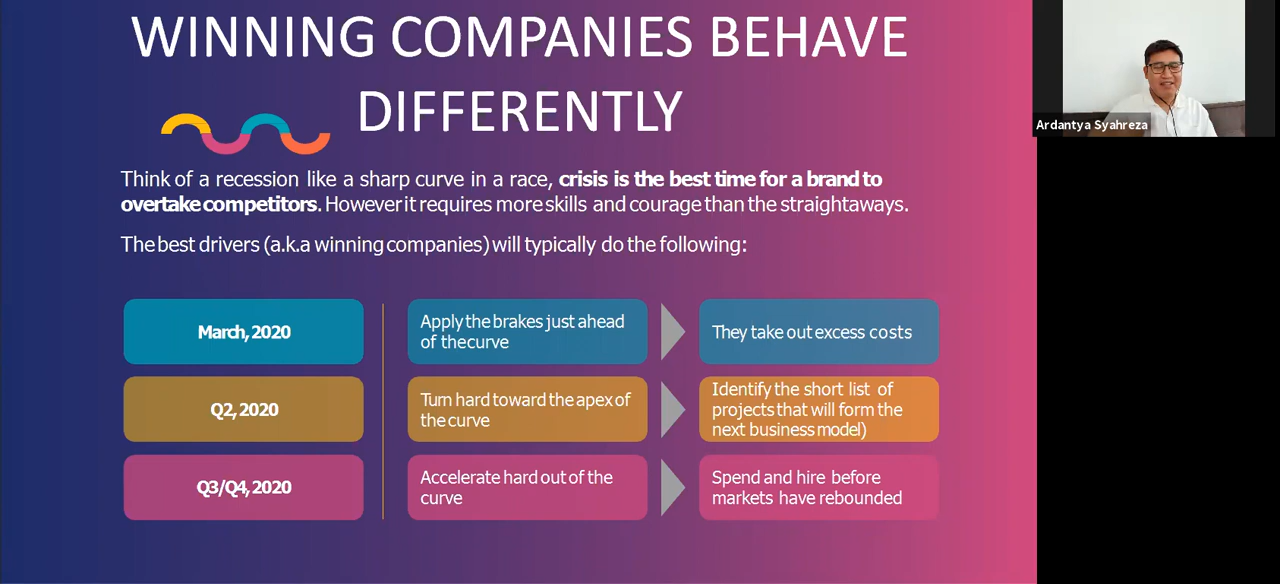 WINNING COMPANIES BEHAVE
DIFFERENTLY
Think of a recession like a sharp curve in a race, crisis is the best time for a brand to
overtake competitors. However it requires more skills and courage than the straightaways.
The best drivers (a.k.a winning companies) will typically do the following:
March, 2020
Apply the brakes just ahead
of thecurve
They take out excess costs
Q2, 2020
Turn hard toward the apex of
the curve
Identify the short list of
projects that will form the
next business model)
Q3/Q4, 2020
Accelerate hard out of the
curve
Spend and hire before
markets have rebounded
Ardantya Syahreza